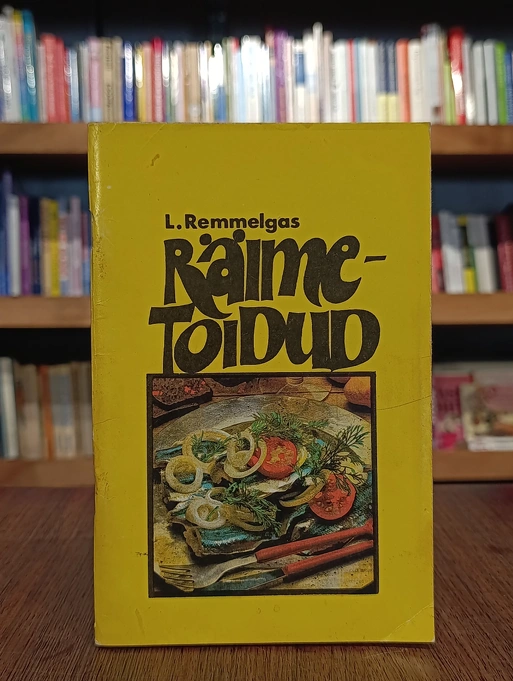 L. Remmelgas
RÄIME-
TOIDUD